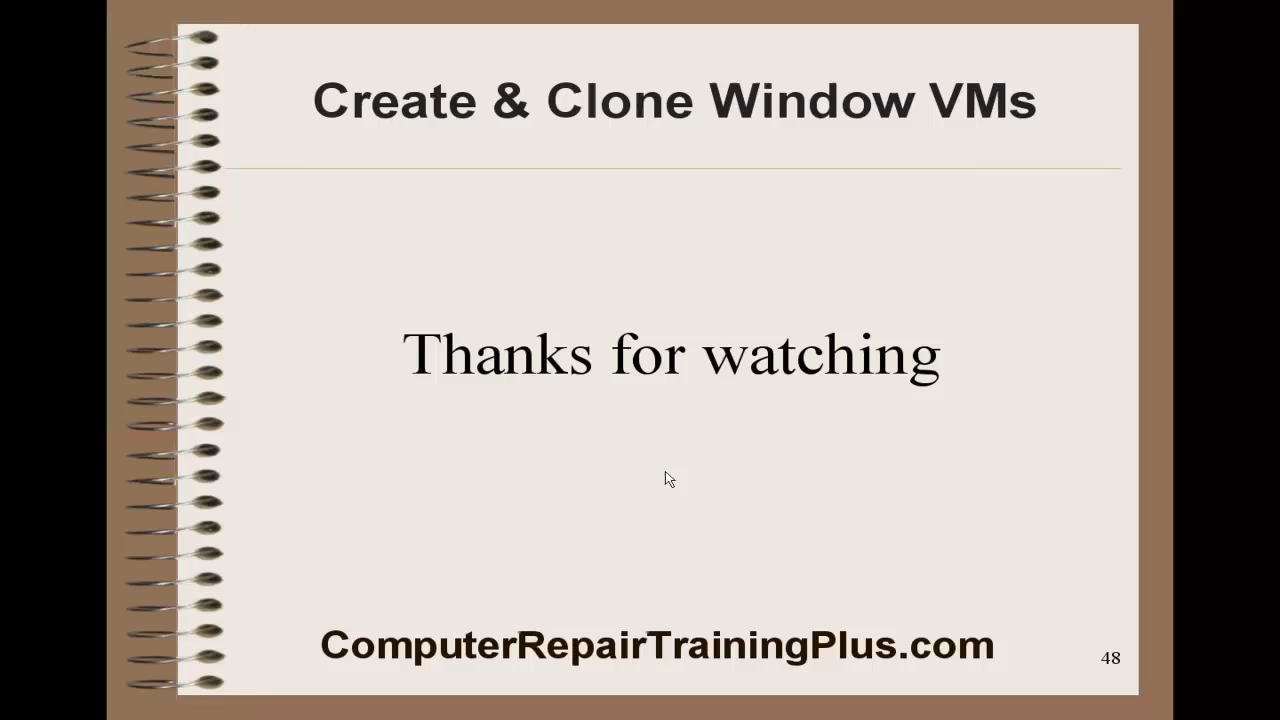 Create & Clone Window VMs
Thanks for watching
ComputerRepairTrainingPlus.com
48